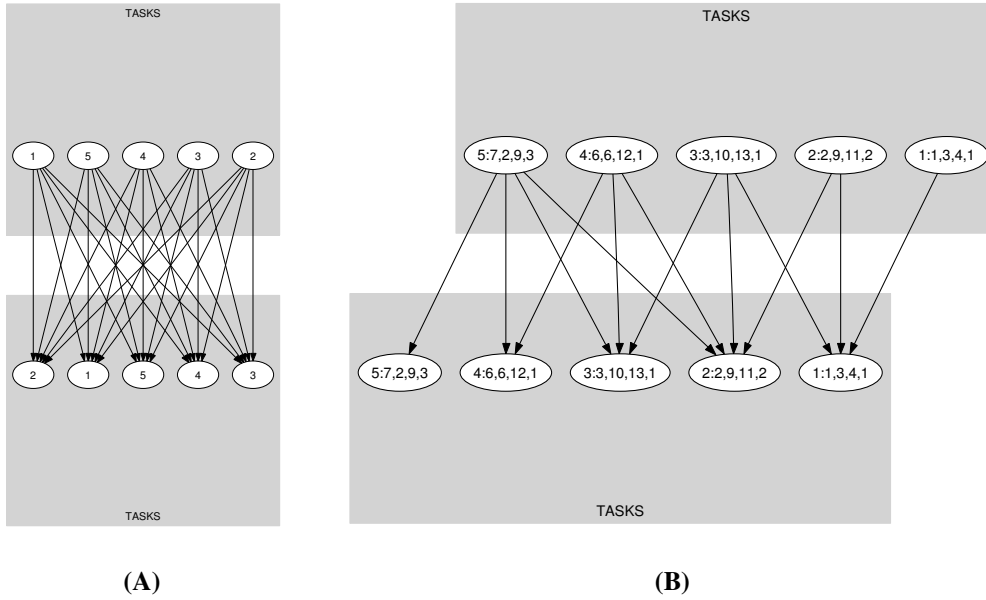 TASKS
1 5 4 3 2
2 1 5 4 3
TASKS
(A)
TASKS
5:7,2,9,3 4:6,6,12,1 3:3,10,13,1 2:2,9,11,2 1:1,3,4,1
5:7,2,9,3 4:6,6,12,1 3:3,10,13,1 2:2,9,11,2 1:1,3,4,1
TASKS
(B)